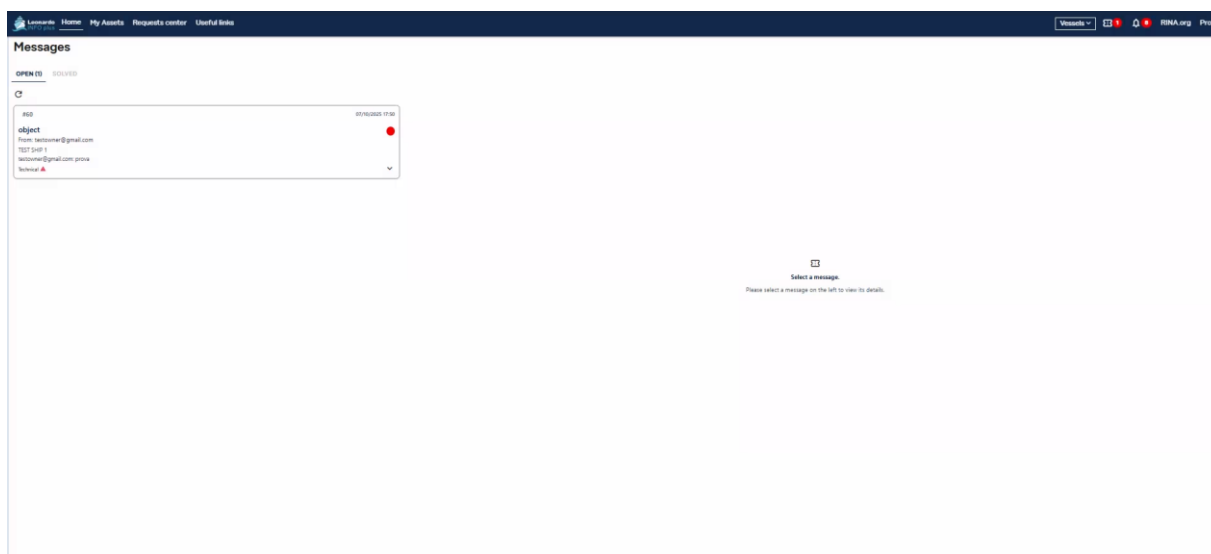 Leonardo
INFO plus
Home My Assets Requests center Useful links
Vessels
1
RINA.org Pro
Messages
OPEN (1) SOLVED
#60 07/10/2025 17:50
object
From: testowner@gmail.com
TEST SHIP 1
testowner@gmail.com: prova
Technical
Select a message.
Please select a message on the left to view its details.